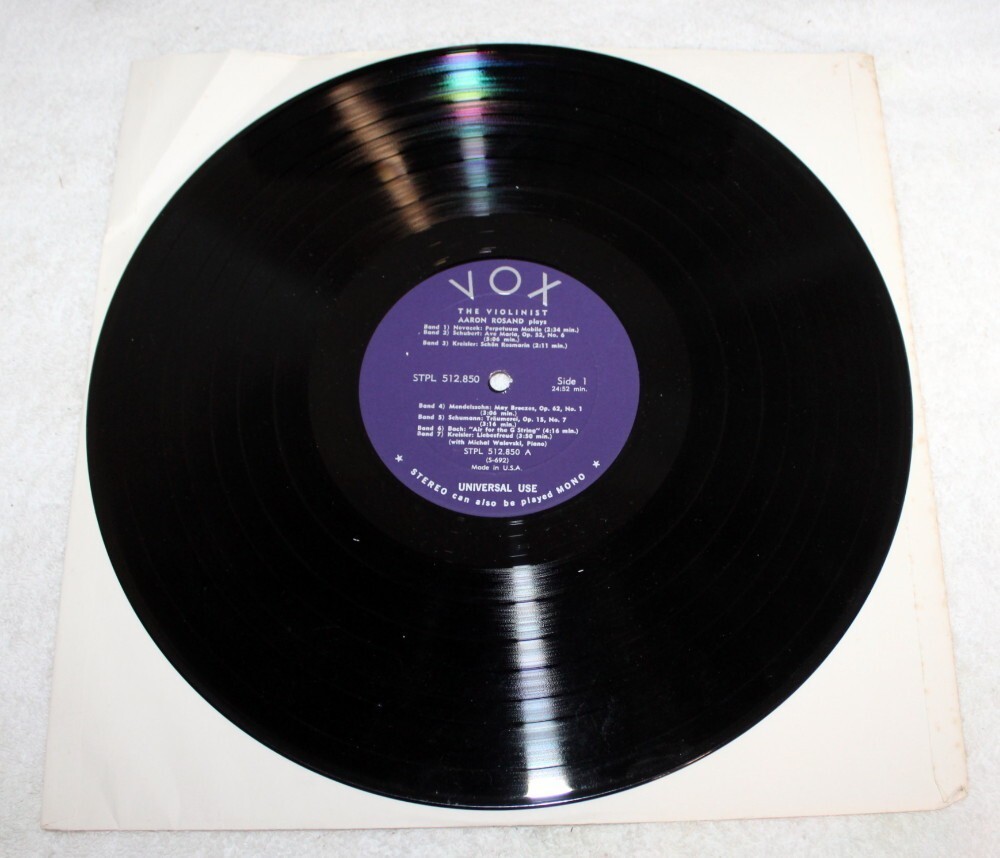 VOX
THE VIOLINIST
AARON ROSAND plays
Band 1) Novacek: Perpetuum Mobile (2:34 min.)
Band 2) Schubert: Ave Maria, Op. 52, No. 6
(5:06 min.)
Band 3) Kreisler: Schön Rosmarin (2:11 min.)
STPL 512.850
Side 1
24:52 min.
Band 4) Mendelssohn: May Breezes, Op. 62, No. 1
(2:06 min.)
Band 5) Schumann: Träumerei, Op. 15, No. 7
(3:16 min.)
Band 6) Bach: "Air for the G String" (4:16 min.)
Band 7) Kreisler: Liebesfreud (3:50 min.)
(with Michal Walevski, Piano)
STPL 512.850 A
(S-692)
Made in U.S.A.
UNIVERSAL USE
★ STEREO can also be played MONO ★